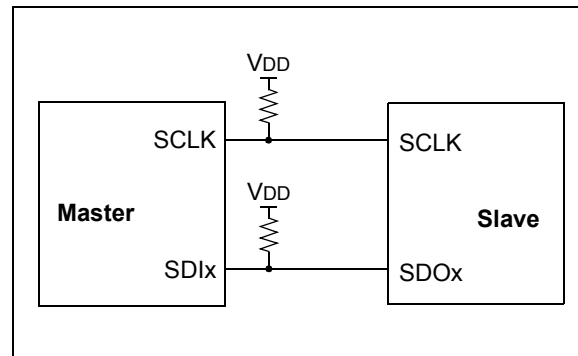 VDD
SCLK
SCLK
VDD
Master
Slave
SDIx
SDOx